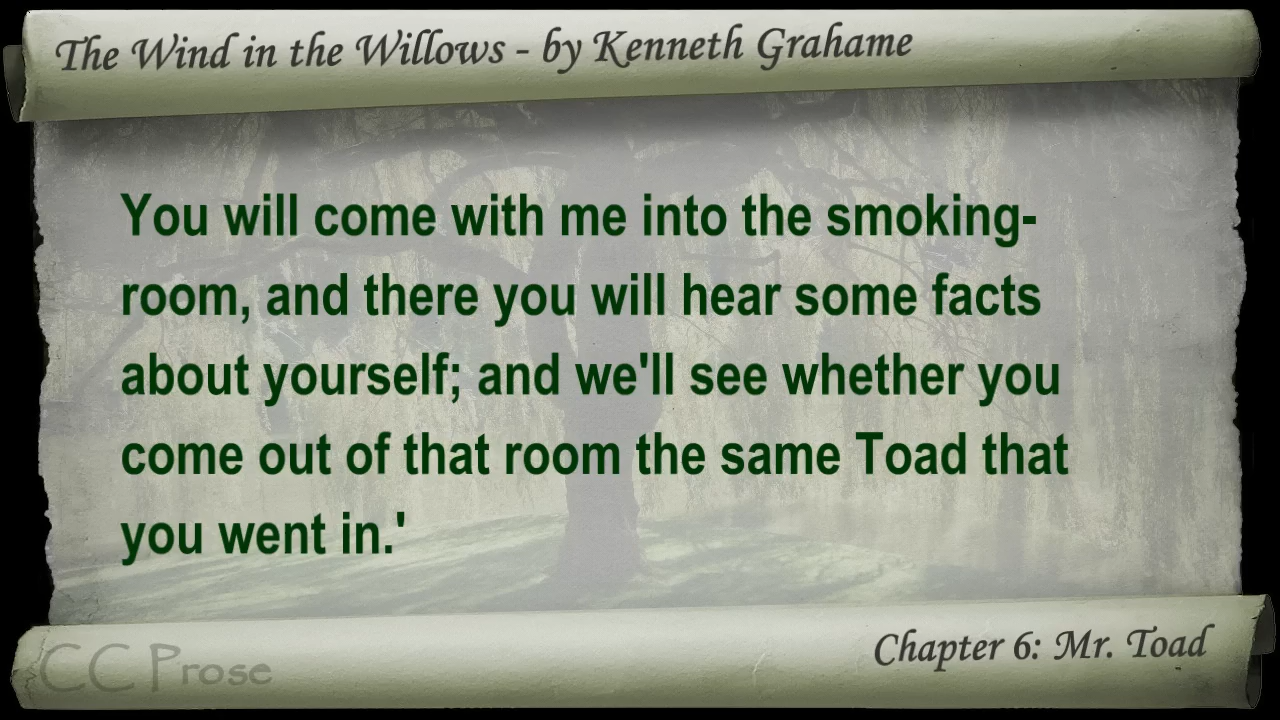 The Wind in the Willows - by Kenneth Grahame
You will come with me into the smoking-
room, and there you will hear some facts
about yourself; and we'll see whether you
come out of that room the same Toad that
you went in.'
CC Prose
Chapter 6: Mr. Toad